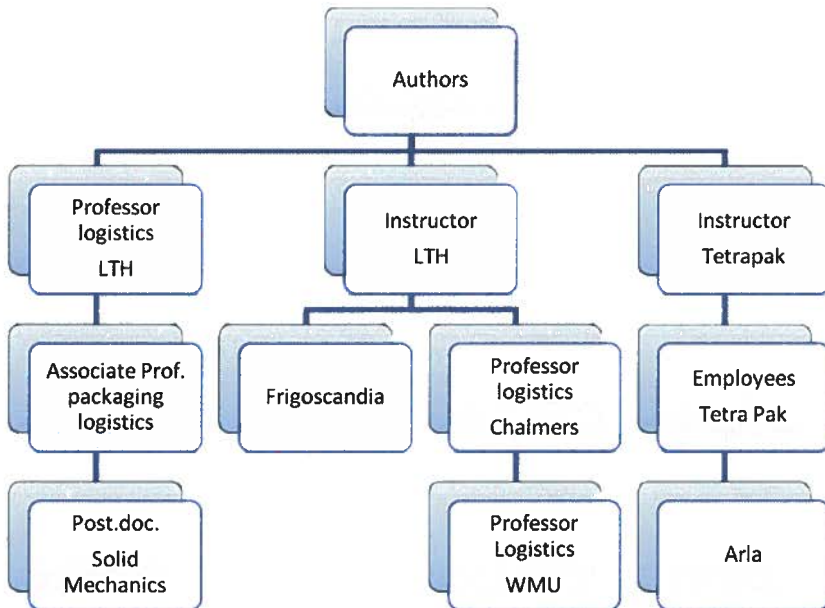 Authors
Professor
logistics
LTH
Instructor
LTH
Instructor
Tetrapak
Associate Prof.
packaging
logistics
Frigoscandia
Professor
logistics
Chalmers
Employees
Tetra Pak
Post.doc.
Solid
Mechanics
Professor
Logistics
WMU
Arla